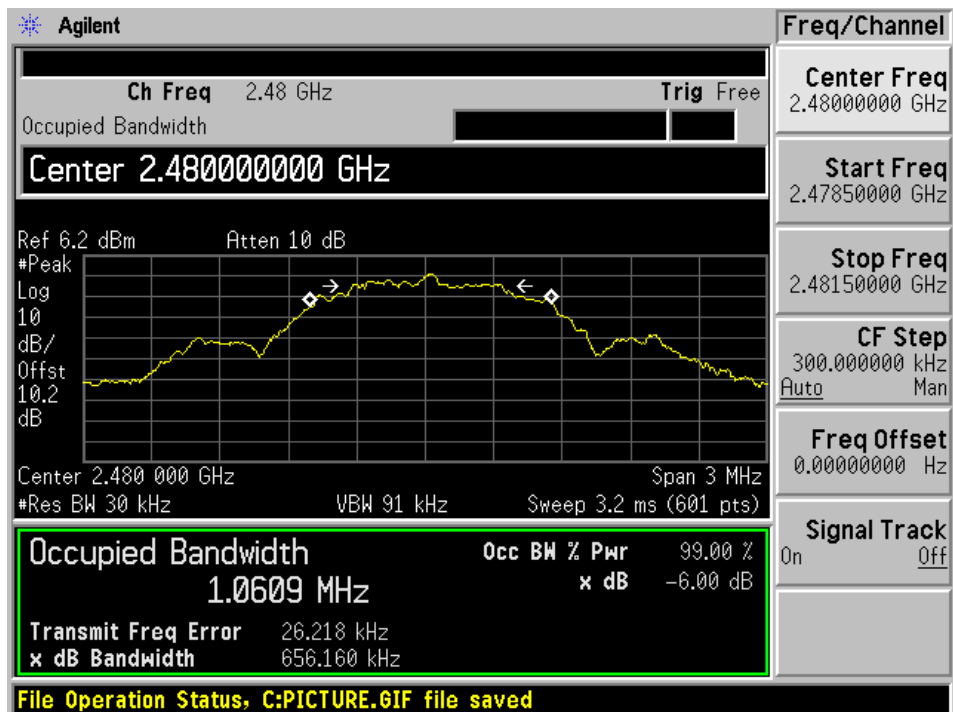 Agilent
Freq/Channel
Ch Freq 2.48 GHz Trig Free
Occupied Bandwidth
Center 2.480000000 GHz
Ref 6.2 dBm Atten 10 dB
#Peak
Log
10
dB/
Offst
10.2
dB
Center 2.480 000 GHz Span 3 MHz
#Res BW 30 kHz VBW 91 kHz Sweep 3.2 ms (601 pts)
Occupied Bandwidth Occ BW % Pwr 99.00 %
1.0609 MHz x dB -6.00 dB
Transmit Freq Error 26.218 kHz
x dB Bandwidth 656.160 kHz
File Operation Status, C:PICTURE.GIF file saved
Center Freq
2.48000000 GHz
Start Freq
2.47850000 GHz
Stop Freq
2.48150000 GHz
CF Step
300.000000 kHz
Auto Man
Freq Offset
0.00000000 Hz
Signal Track
On Off